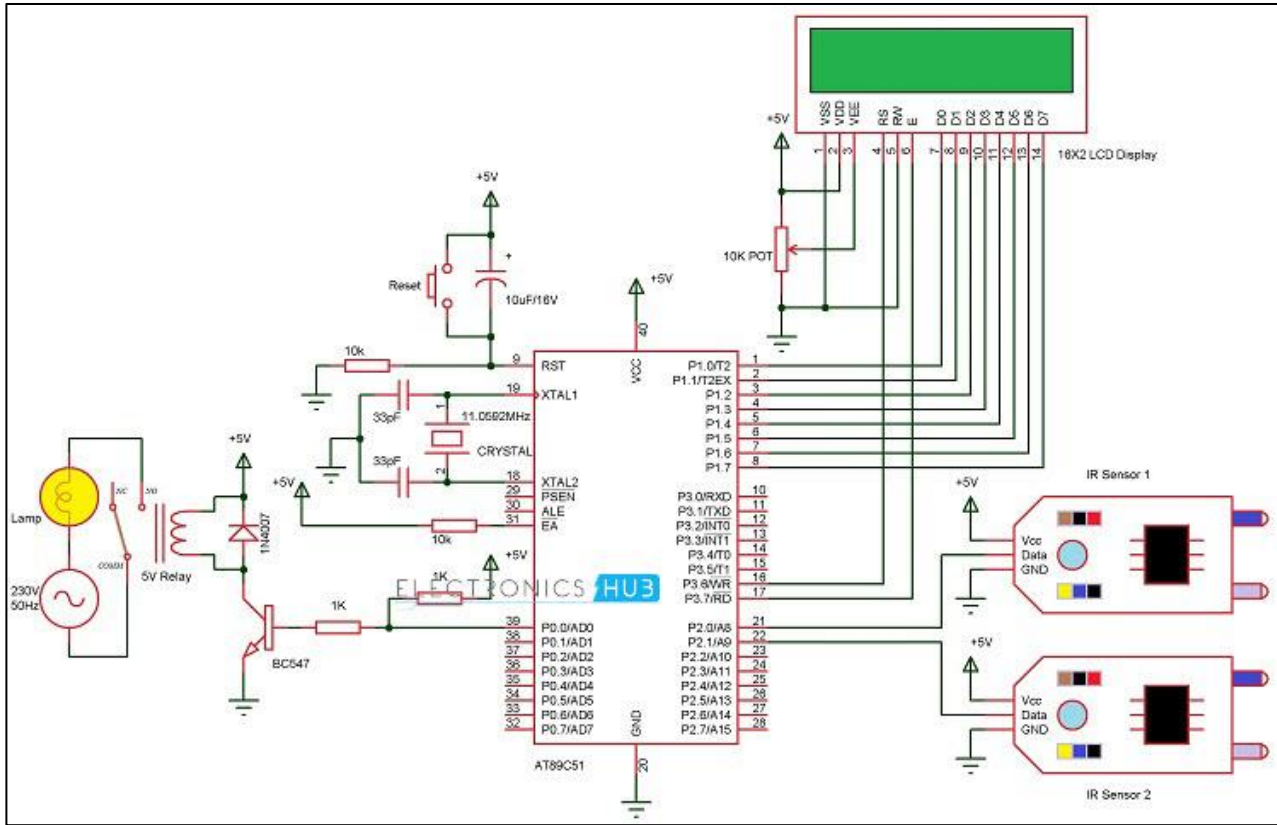 VSS
VDD
VEE
RS
RW
E
D0
D1
D2
D3
D4
D5
D6
D7
1
2
3
4
5
6
7
8
9
10
11
12
13
14
16X2 LCD Display
+5V
10K POT
+5V
Reset
+
10uF/16V
+5V
40
VCC
10k
9
RST
19
XTAL1
33pF
1
11.0592MHz
CRYSTAL
2
33pF
18
XTAL2
29
PSEN
30
ALE
31
EA
+5V
10k
P1.0/T2
1
P1.1/T2EX
2
P1.2
3
P1.3
4
P1.4
5
P1.5
6
P1.6
7
P1.7
8
P3.0/RXD
10
P3.1/TXD
11
P3.2/INT0
12
P3.3/INT1
13
P3.4/T0
14
P3.5/T1
15
P3.6/WR
16
P3.7/RD
17
P2.0/A8
21
P2.1/A9
22
P2.2/A10
23
P2.3/A11
24
P2.4/A12
25
P2.5/A13
26
P2.6/A14
27
P2.7/A15
28
39
P0.0/AD0
38
P0.1/AD1
37
P0.2/AD2
36
P0.3/AD3
35
P0.4/AD4
34
P0.5/AD5
33
P0.6/AD6
32
P0.7/AD7
GND
20
AT89C51
ELECTRONICS HUB
+5V
1K
1K
BC547
+5V
1N4007
5V Relay
NC
NO
COM1
Lamp
230V
50Hz
IR Sensor 1
+5V
Vcc
Data
GND
+5V
Vcc
Data
GND
IR Sensor 2